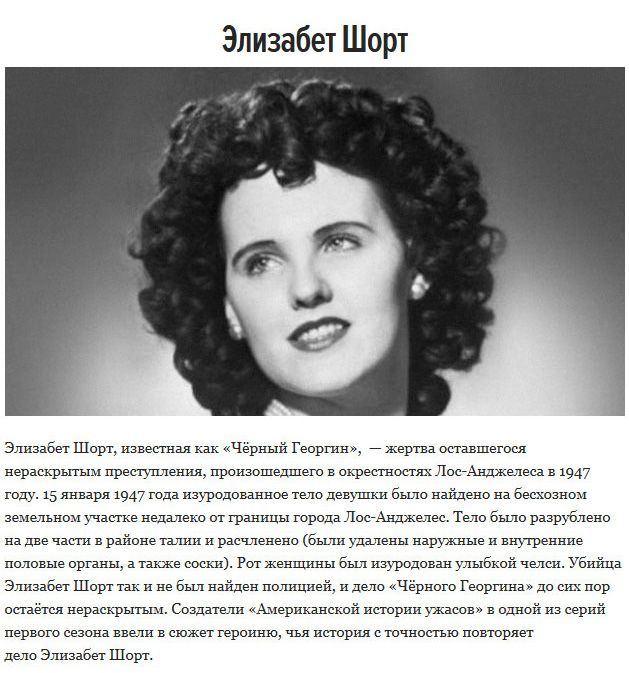 Элизабет Шорт
Элизабет Шорт, известная как «Чёрный Георгин»,  — жертва оставшегося
нераскрытым преступления, произошедшего в окрестностях Лос-Анджелеса в 1947
году. 15 января 1947 года изуродованное тело девушки было найдено на бесхозном
земельном участке недалеко от границы города Лос-Анджелес. Тело было разрублено
на две части в районе талии и расчленено (были удалены наружные и внутренние
половые органы, а также соски). Рот женщины был изуродован улыбкой челси. Убийца
Элизабет Шорт так и не был найден полицией, и дело «Чёрного Георгина» до сих пор
остаётся нераскрытым. Создатели «Американской истории ужасов» в одной из серий
первого сезона ввели в сюжет героиню, чья история с точностью повторяет
дело Элизабет Шорт.